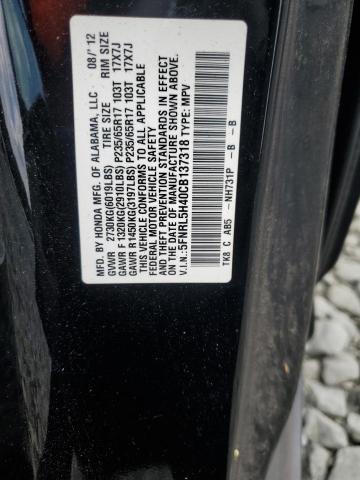 MFD. BY HONDA MFG. OF ALABAMA, LLC 08/'12
TIRE SIZE RIM SIZE
GVWR 2730KG(6019LBS)
GAWR F 1320KG(2910LBS) P235/65R17 103T 17X7J
GAWR R 1450KG(3197LBS) P235/65R17 103T 17X7J
THIS VEHICLE CONFORMS TO ALL APPLICABLE
FEDERAL MOTOR VEHICLE SAFETY
AND THEFT PREVENTION STANDARDS IN EFFECT
ON THE DATE OF MANUFACTURE SHOWN ABOVE.
V.I.N.:5FNRL5H40CB137318 TYPE: MPV
TK8 C AB5 -NH731P -B -B